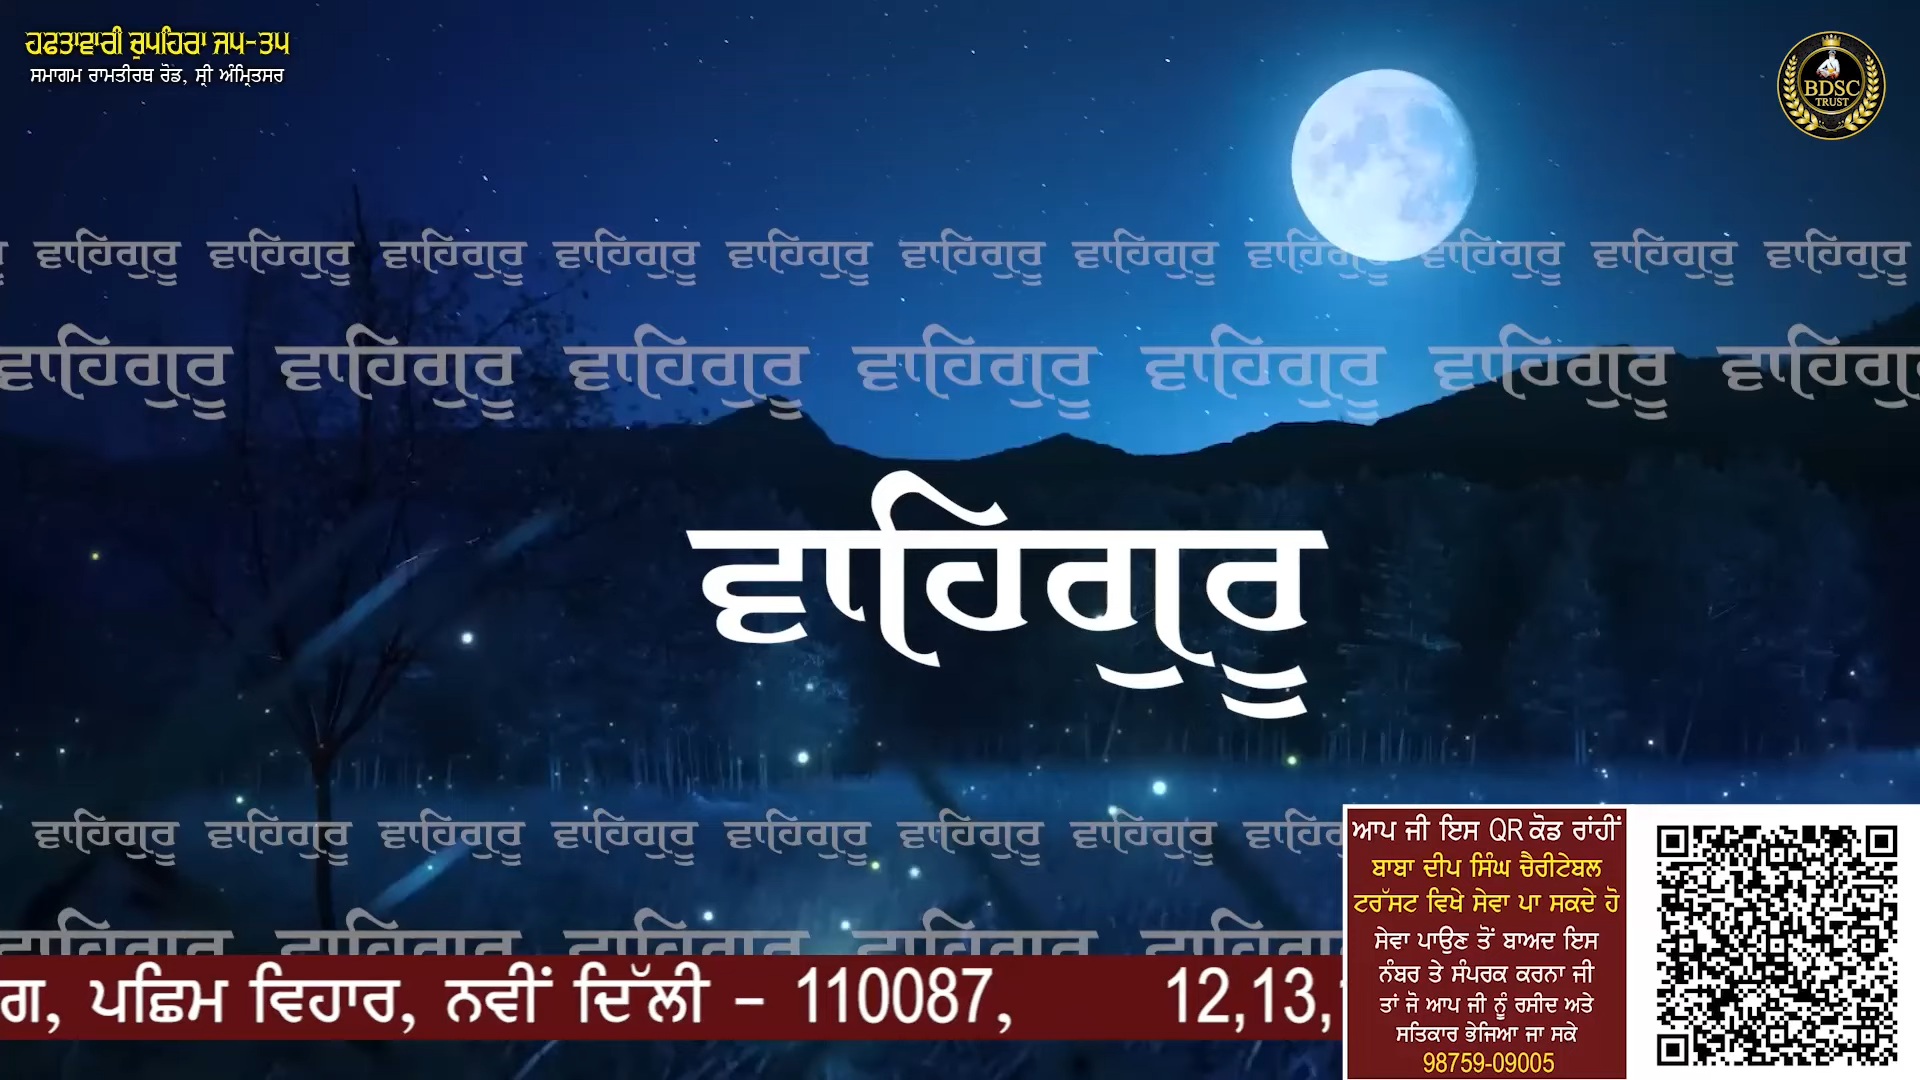 ਹਫਤਾਵਾਰੀ ਚੁਪਹਿਰਾ ਜਪ-ਤਪ
ਸਮਾਗਮ ਰਾਮਤੀਰਥ ਰੋਡ, ਸ੍ਰੀ ਅੰਮ੍ਰਿਤਸਰ
BDSC
TRUST
ਵਾਹਿਗੁਰੂ ਵਾਹਿਗੁਰੂ ਵਾਹਿਗੁਰੂ ਵਾਹਿਗੁਰੂ ਵਾਹਿਗੁਰੂ ਵਾਹਿਗੁਰੂ ਵਾਹਿਗੁਰੂ ਵਾਹਿਗੁਰੂ ਵਾਹਿਗੁਰੂ ਵਾਹਿਗੁਰੂ ਵਾਹਿਗੁਰੂ
ਵਾਹਿਗੁਰੂ ਵਾਹਿਗੁਰੂ ਵਾਹਿਗੁਰੂ ਵਾਹਿਗੁਰੂ ਵਾਹਿਗੁਰੂ ਵਾਹਿਗੁਰੂ ਵਾਹਿਗੁ
ਵਾਹਿਗੁਰੂ
ਵਾਹਿਗੁਰੂ ਵਾਹਿਗੁਰੂ ਵਾਹਿਗੁਰੂ ਵਾਹਿਗੁਰੂ ਵਾਹਿਗੁਰੂ ਵਾਹਿਗੁਰੂ ਵਾਹਿਗੁਰੂ ਵਾਹਿ
ਗ, ਪਛਿਮ ਵਿਹਾਰ, ਨਵੀਂ ਦਿੱਲੀ – 110087, 12,13,
ਆਪ ਜੀ ਇਸ QR ਕੋਡ ਰਾਂਹੀਂ
ਬਾਬਾ ਦੀਪ ਸਿੰਘ ਚੈਰੀਟੇਬਲ
ਟਰੱਸਟ ਵਿਖੇ ਸੇਵਾ ਪਾ ਸਕਦੇ ਹੋ
ਸੇਵਾ ਪਾਉਣ ਤੋਂ ਬਾਅਦ ਇਸ
ਨੰਬਰ ਤੇ ਸੰਪਰਕ ਕਰਨਾ ਜੀ
ਤਾਂ ਜੋ ਆਪ ਜੀ ਨੂੰ ਰਸੀਦ ਅਤੇ
ਸਤਿਕਾਰ ਭੇਜਿਆ ਜਾ ਸਕੇ
98759-09005